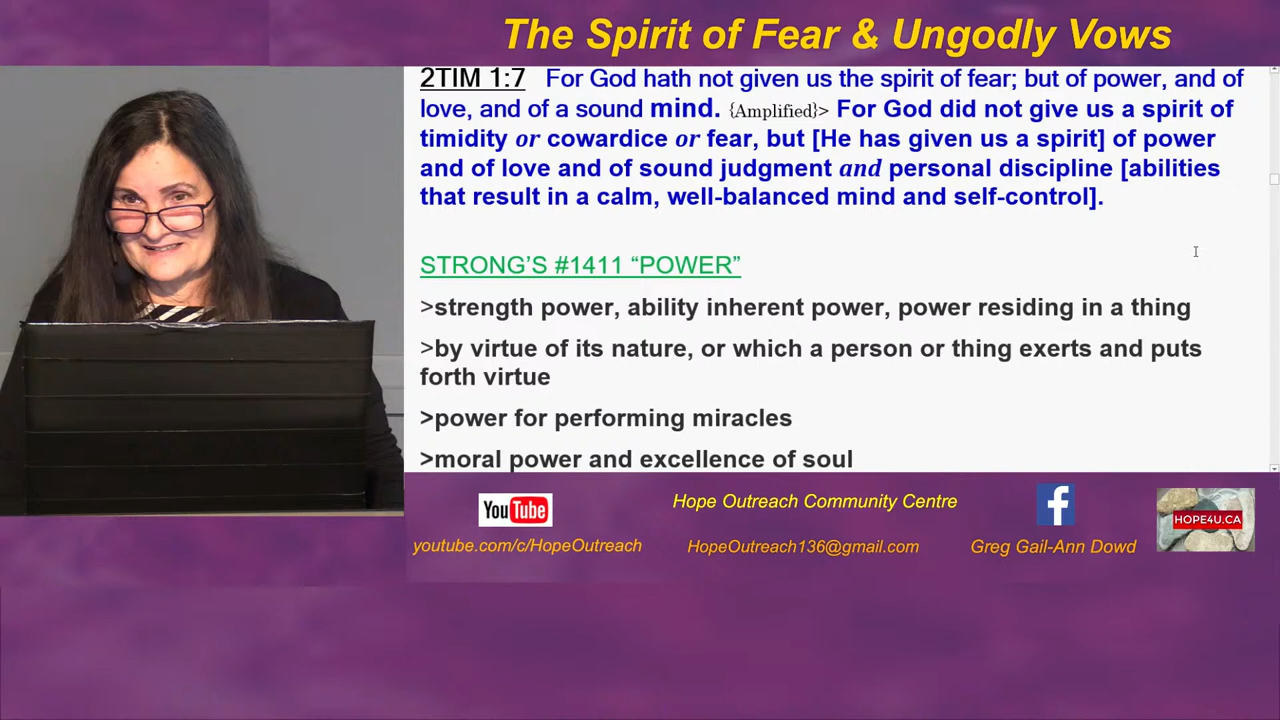 The Spirit of Fear & Ungodly Vows
2TIM 1:7 For God hath not given us the spirit of fear; but of power, and of
love, and of a sound mind. {Amplified}> For God did not give us a spirit of
timidity or cowardice or fear, but [He has given us a spirit] of power
and of love and of sound judgment and personal discipline [abilities
that result in a calm, well-balanced mind and self-control].
STRONG’S #1411 “POWER”
>strength power, ability inherent power, power residing in a thing
>by virtue of its nature, or which a person or thing exerts and puts
forth virtue
>power for performing miracles
>moral power and excellence of soul
YouTube
youtube.com/c/HopeOutreach
Hope Outreach Community Centre
HopeOutreach136@gmail.com
f
Greg Gail-Ann Dowd
HOPE4U.CA